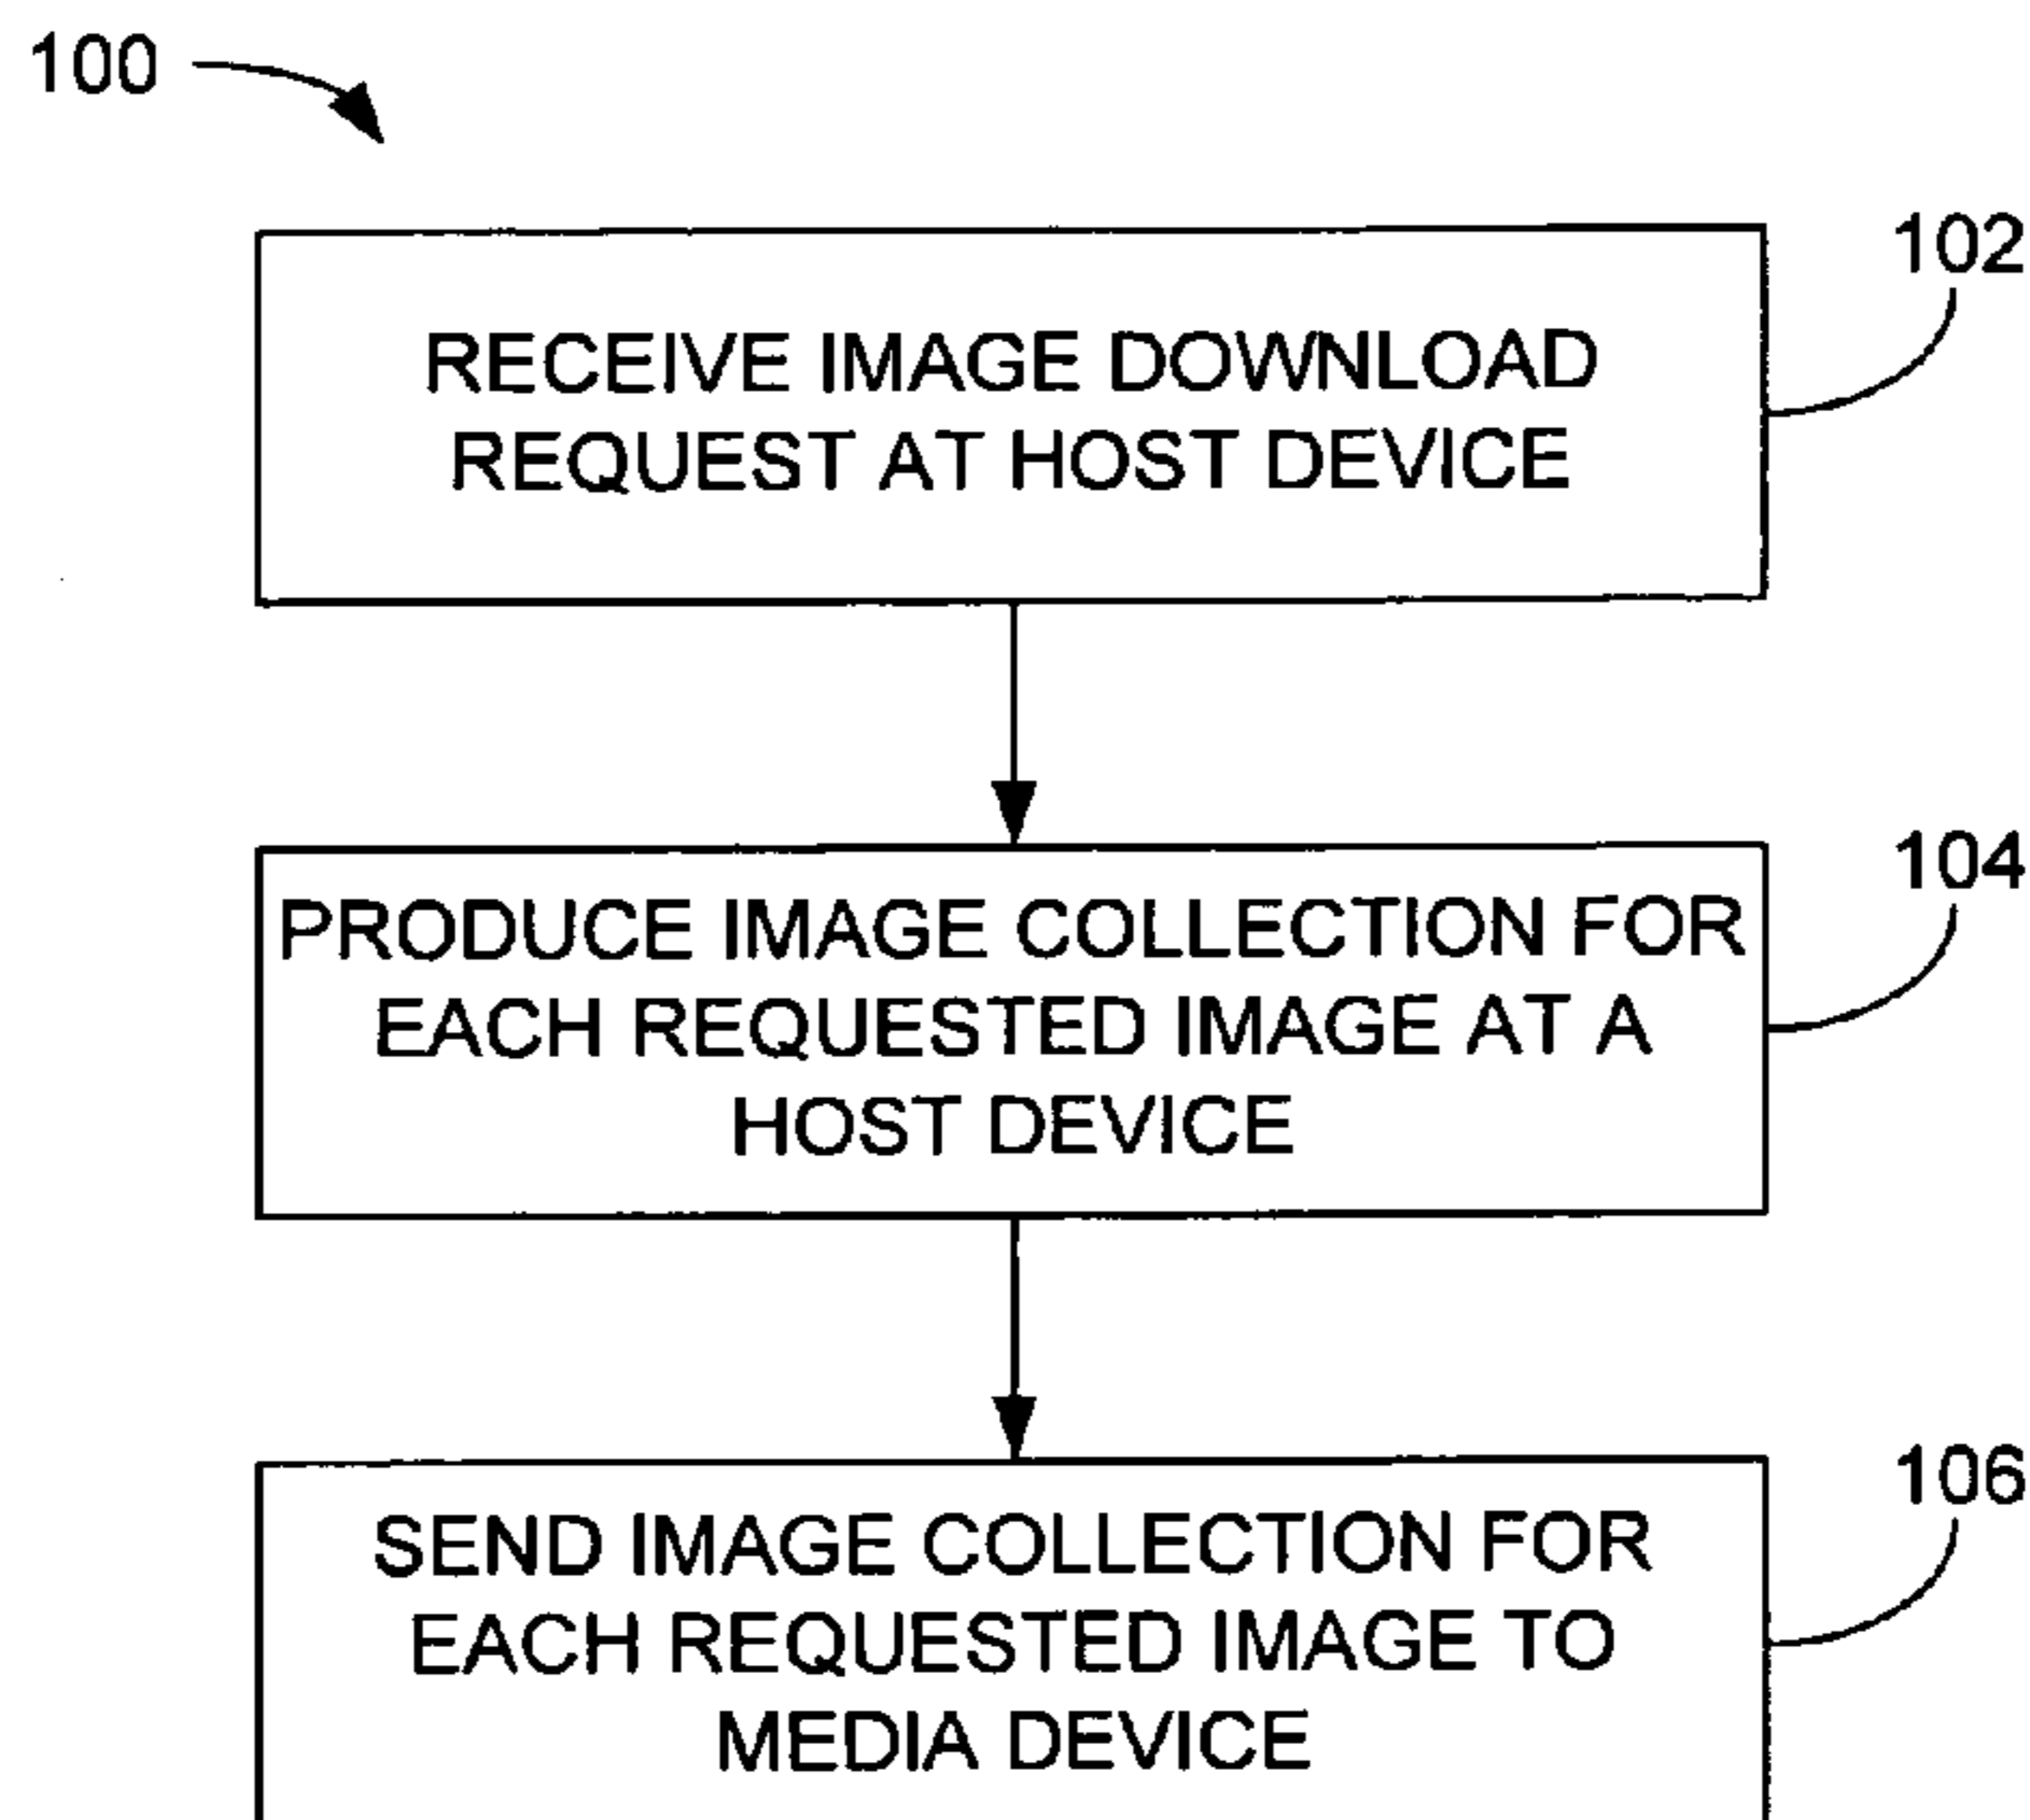 100
102
RECEIVE IMAGE DOWNLOAD
REQUEST AT HOST DEVICE
104
PRODUCE IMAGE COLLECTION FOR
EACH REQUESTED IMAGE AT A
HOST DEVICE
106
SEND IMAGE COLLECTION FOR
EACH REQUESTED IMAGE TO
MEDIA DEVICE